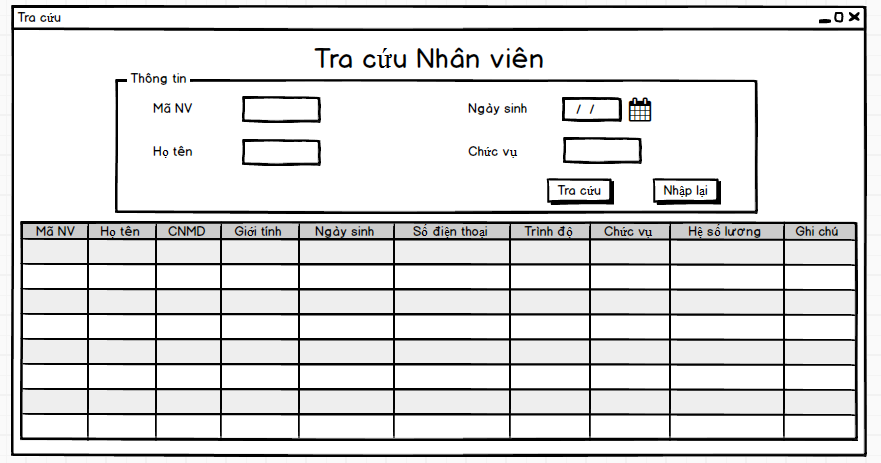 Tra cứu
Tra cứu Nhân viên
Thông tin
Mã NV
Ngày sinh / /
Họ tên
Chức vụ
Tra cứu Nhập lại
Mã NV Họ tên CNMD Giới tính Ngày sinh Số điện thoại Trình độ Chức vụ Hệ số lương Ghi chú